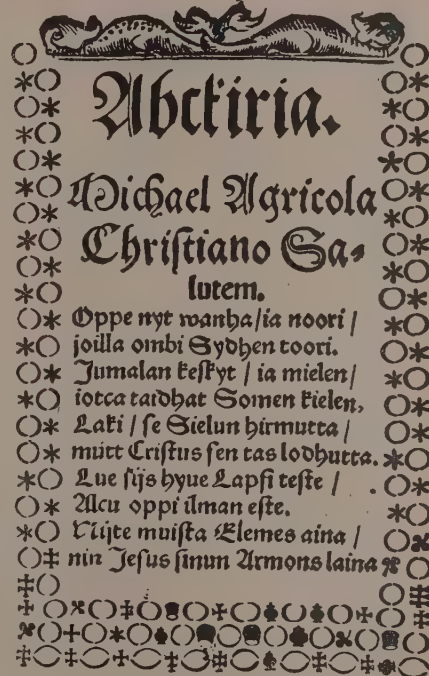 Abckiria.
Michael Agricola
Christiano Sa-
lutem.
Oppe nyt wanha / ia noori /
joilla ombi Sydhen toori.
Jumalan keskyt / ia mielen /
iotca taidhat Somen kielen.
Laki / se Sielun hirmutta /
mutt Cristus sen tas lodhutta.
Lue sijs hyue Lapsi teste /
Alcu oppi ilman este.
Nijte muista Elemes aina /
nin Jesus sinun Armons laina